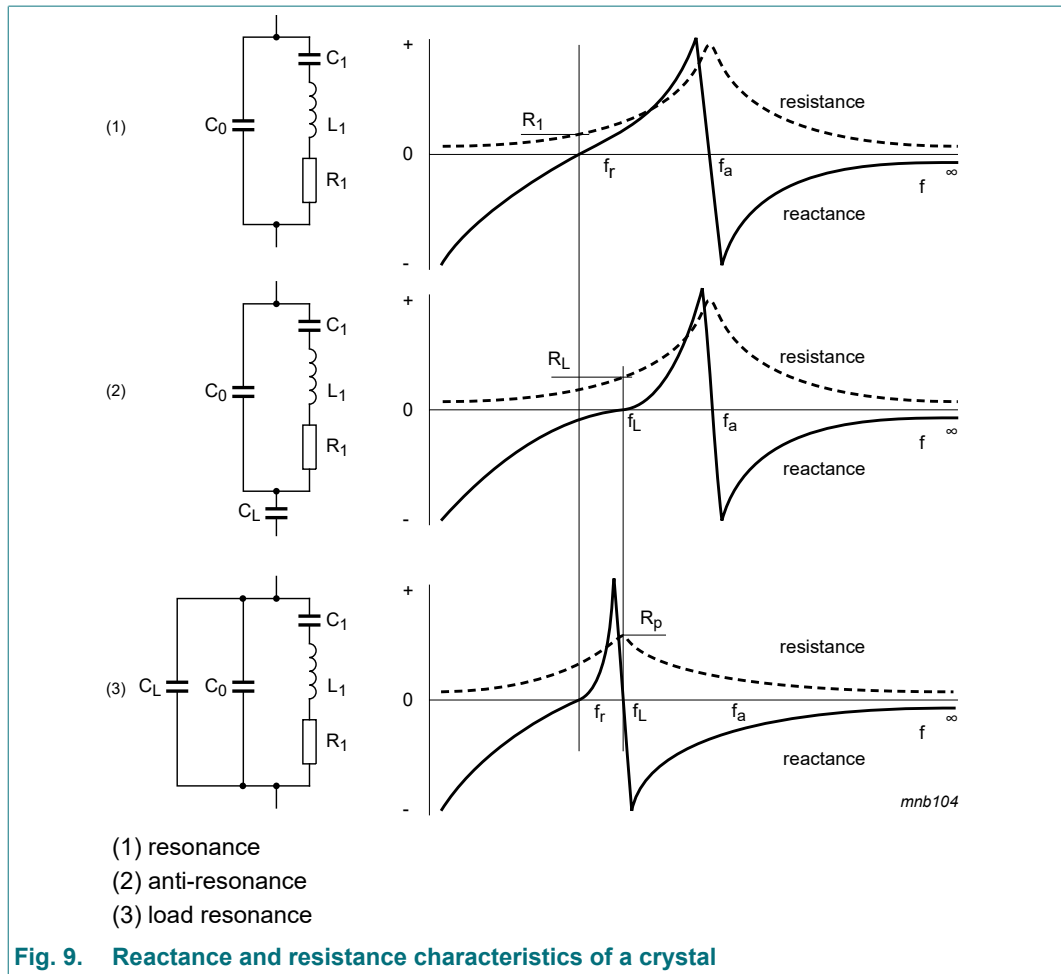 (1)
C0
C1
L1
R1
+
0
-
R1
fr
fa
f
∞
resistance
reactance
(2)
C0
C1
L1
R1
CL
+
0
-
RL
fL
fa
f
∞
resistance
reactance
(3)
CL
C0
C1
L1
R1
+
0
-
Rp
fr
fL
fa
f
∞
resistance
reactance
mnb104
(1) resonance
(2) anti-resonance
(3) load resonance
Fig. 9. Reactance and resistance characteristics of a crystal